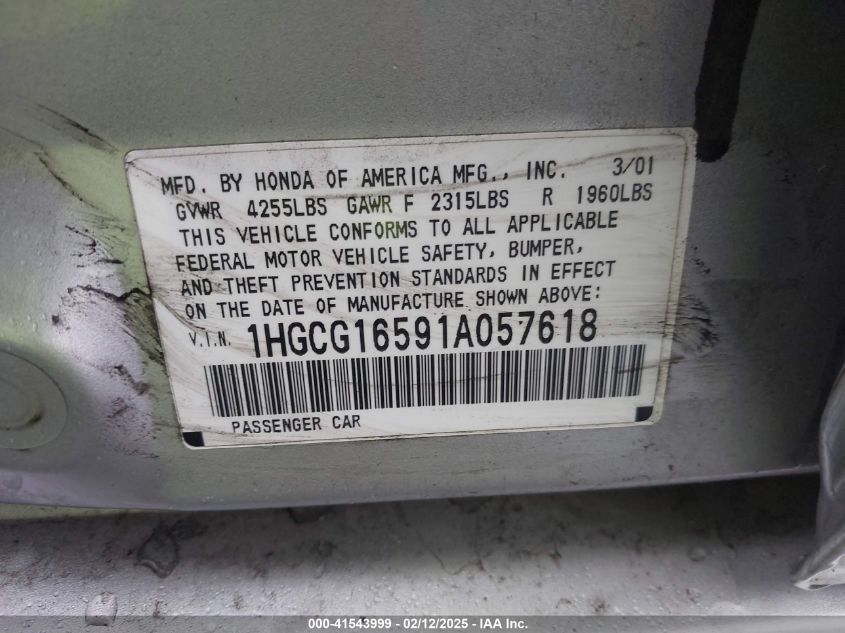 MFD. BY HONDA OF AMERICA MFG., INC. 3/01
GVWR 4255LBS GAWR F 2315LBS R 1960LBS
THIS VEHICLE CONFORMS TO ALL APPLICABLE
FEDERAL MOTOR VEHICLE SAFETY, BUMPER,
AND THEFT PREVENTION STANDARDS IN EFFECT
ON THE DATE OF MANUFACTURE SHOWN ABOVE:
V.I.N. 1HGCG16591A057618
PASSENGER CAR
000-41543999 - 02/12/2025 - IAA Inc.